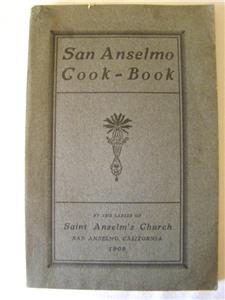 San Anselmo
Cook-Book
BY THE LADIES OF
Saint Anselm's Church
SAN ANSELMO, CALIFORNIA
1908